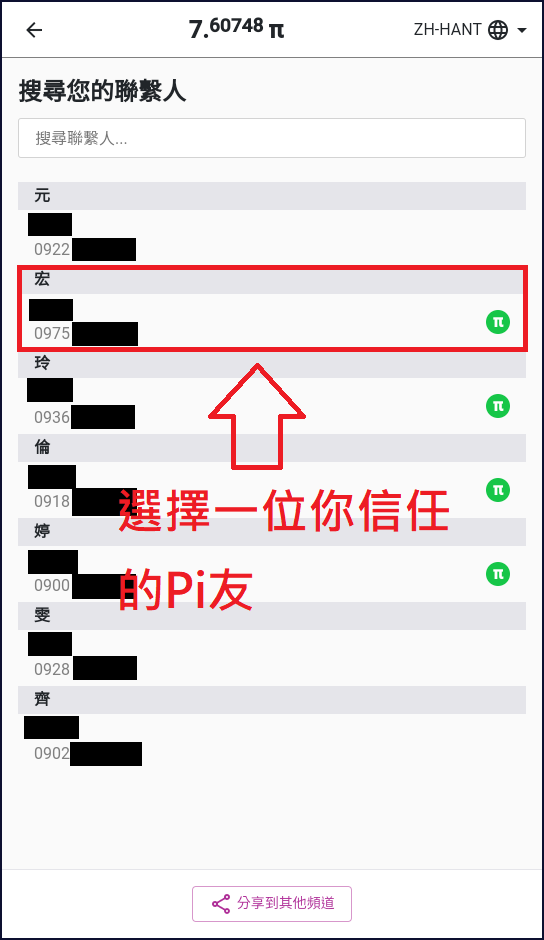 7.60748 π
ZH-HANT
搜尋您的聯繫人
搜尋聯繫人...
元
0922
宏
0975
π
玲
0936
π
倫
0918
π
選擇一位你信任
婷
0900
π
的Pi友
雯
0928
齊
0902
分享到其他頻道